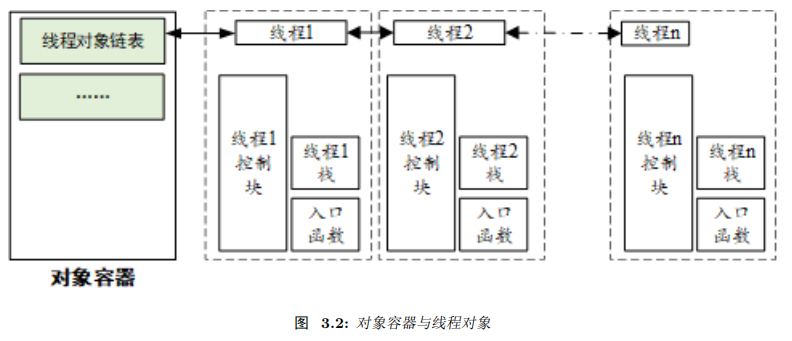 线程对象链表
……
对象容器
线程1
线程1
控制
块
线程1
栈
入口
函数
线程2
线程2
控制
块
线程2
栈
入口
函数
线程n
线程n
控制
块
线程n
栈
入口
函数
图 3.2: 对象容器与线程对象